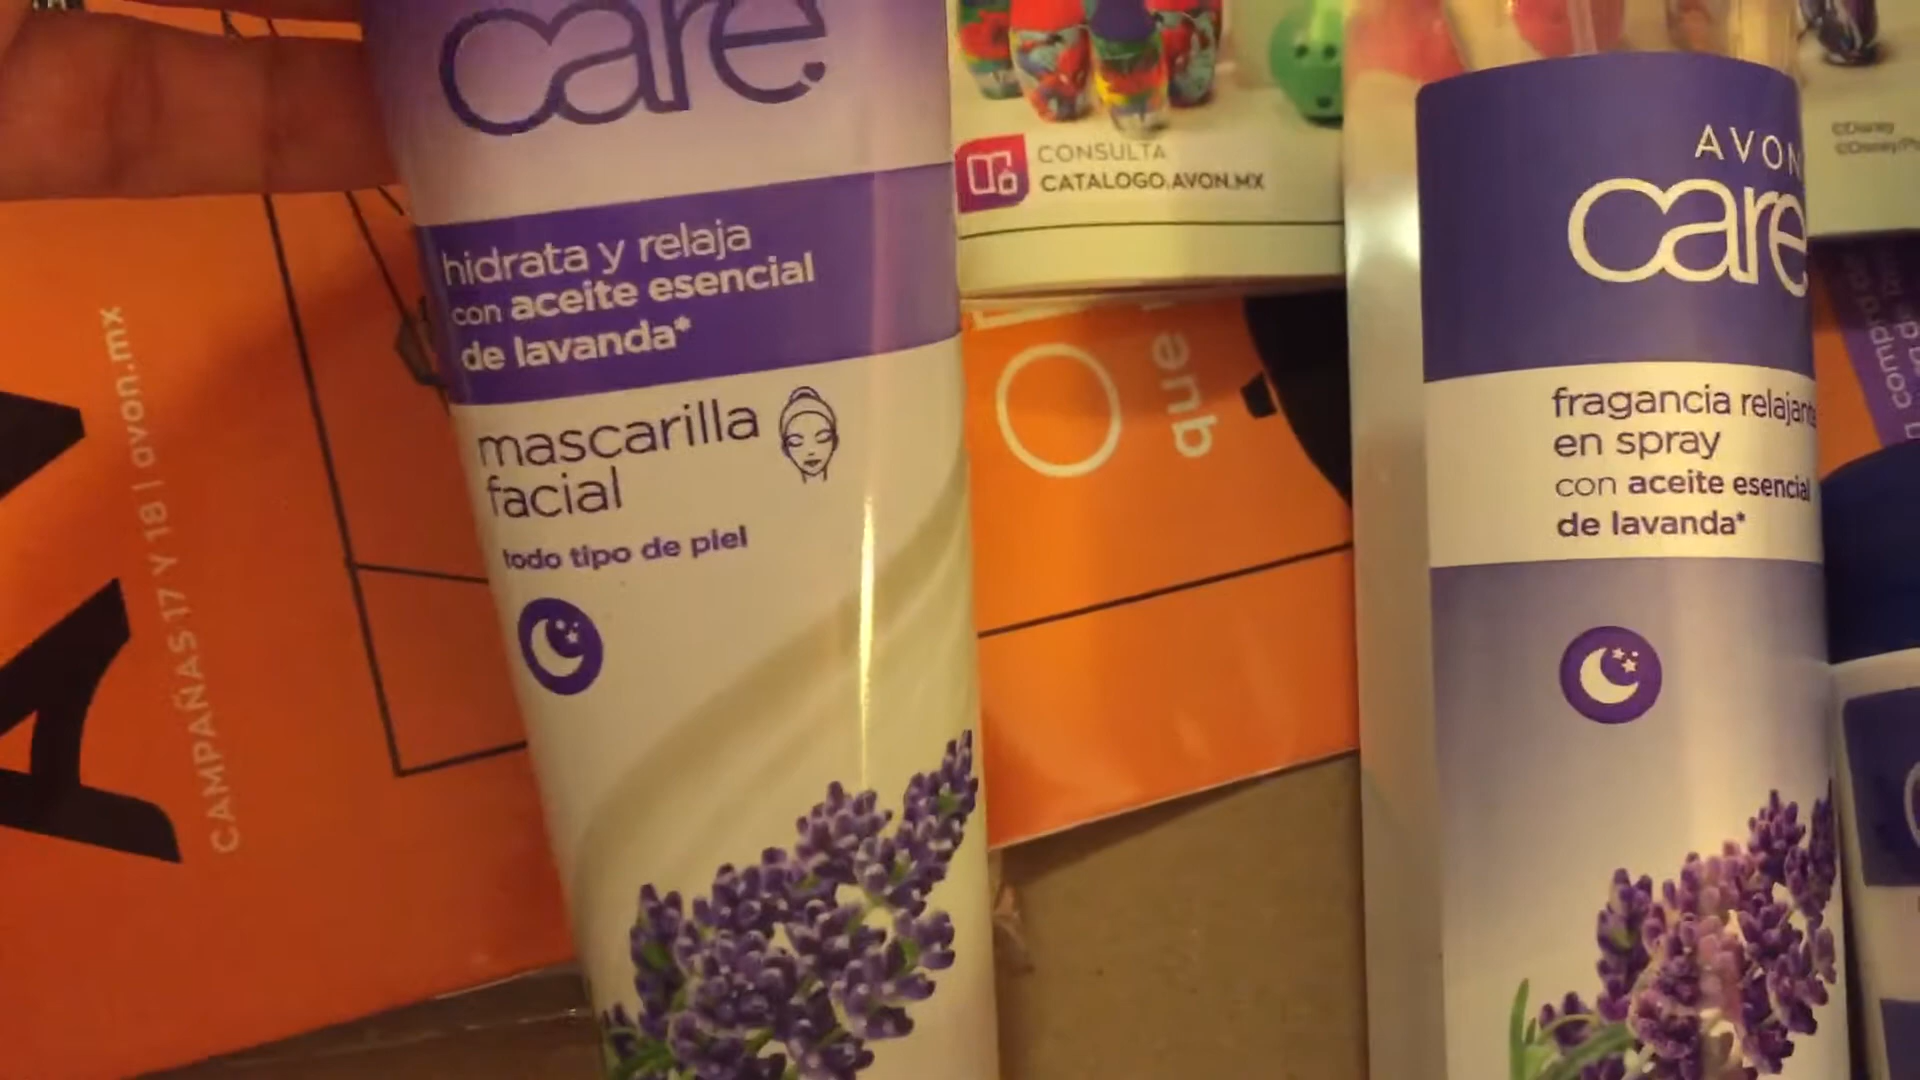 care
hidrata y relaja
con aceite esencial
de lavanda*
mascarilla
facial
todo tipo de piel
CONSULTA
CATALOGO.AVON.MX
AVON
care
fragancia relajante
en spray
con aceite esencial
de lavanda*
CAMPAÑAS 17 Y 18 | avon.mx
que
©Disney